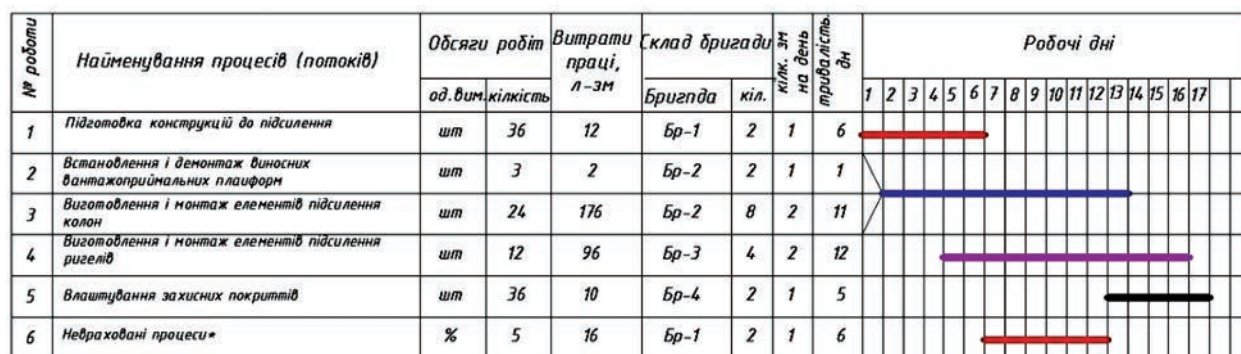 № роботи
Найменування процесів (потоків)
Обсяги робіт
од.вим.
кілкість
Витрати
праці,
л-зм
Склад бригади
Бригпда
кіл.
кілк. зм
на день
тривалість.
дн
Робочі дні
1 2 3 4 5 6 7 8 9 10 11 12 13 14 15 16 17
1 Підготовка конструкцій до підсилення шт 36 12 Бр-1 2 1 6
Встановлення і демонтаж виносних
2 вантажоприймальних плаиформ шт 3 2 Бр-2 2 1 1
Виготовлення і монтаж елементів підсилення
3 колон шт 24 176 Бр-2 8 2 11
Виготовлення і монтаж елементів підсилення
4 ригелів шт 12 96 Бр-3 4 2 12
5 Влаштування захисних покриттів шт 36 10 Бр-4 2 1 5
6 Невраховані процеси* % 5 16 Бр-1 2 1 6